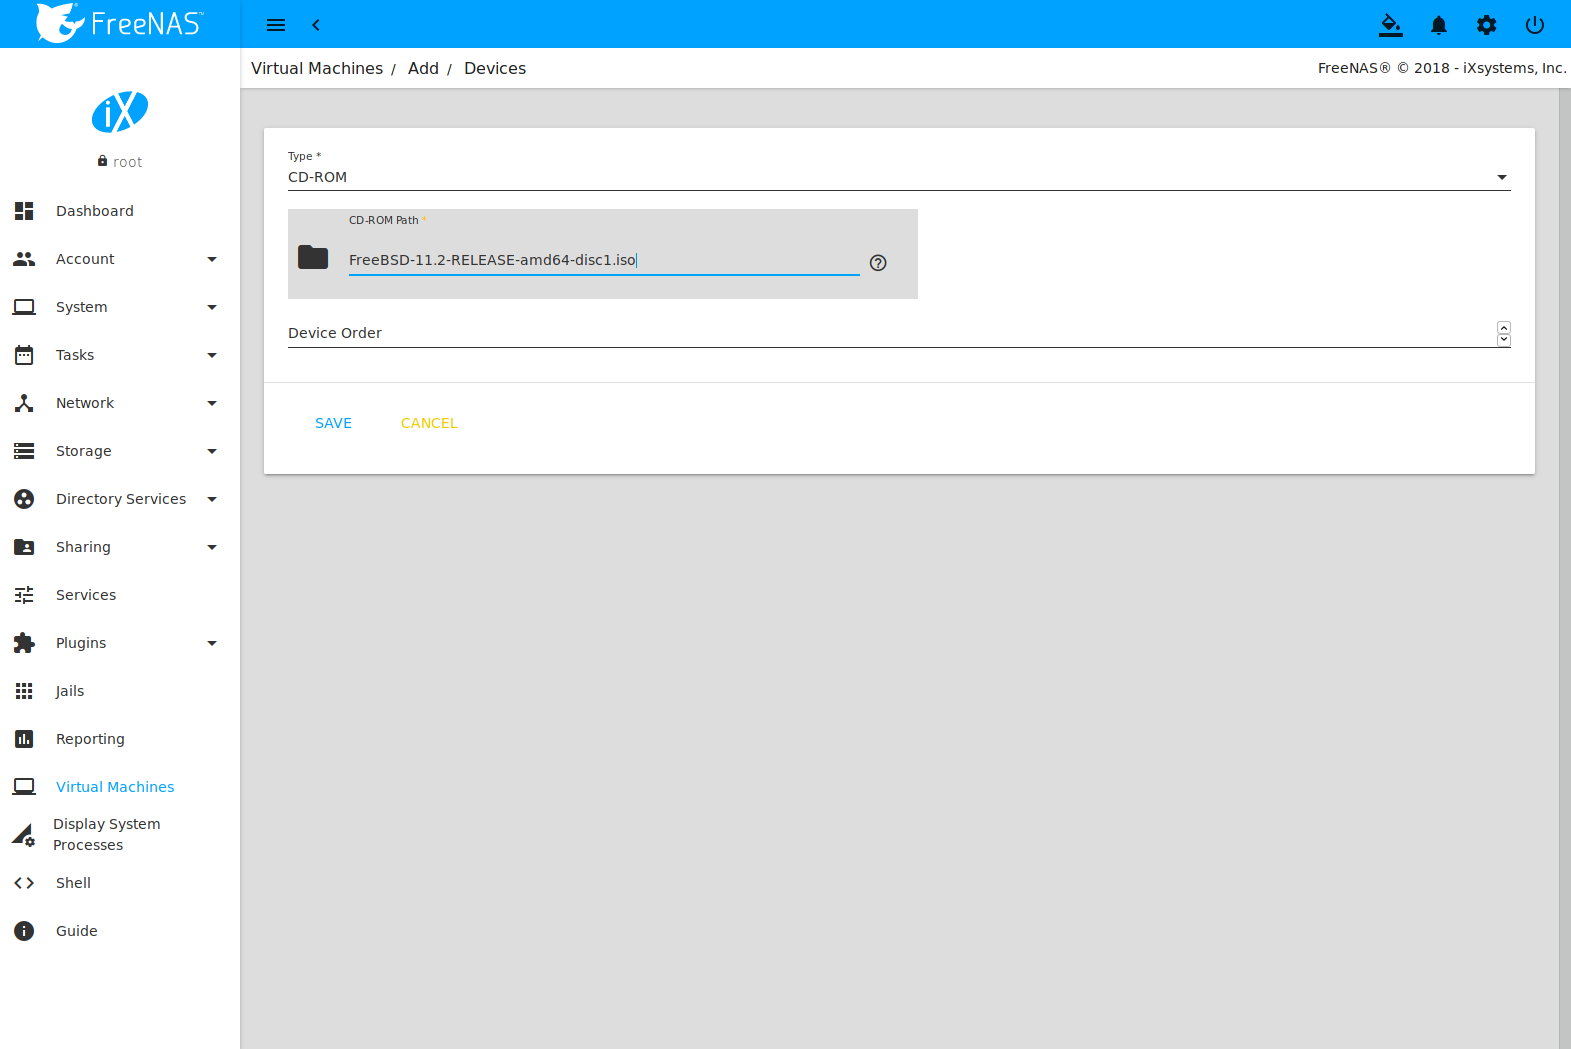 FreeNAS™
Virtual Machines / Add / Devices
FreeNAS® © 2018 - iXsystems, Inc.
iX
root
Dashboard
Account
System
Tasks
Network
Storage
Directory Services
Sharing
Services
Plugins
Jails
Reporting
Virtual Machines
Display System
Processes
Shell
Guide
Type *
CD-ROM
CD-ROM Path *
FreeBSD-11.2-RELEASE-amd64-disc1.iso
Device Order
SAVE CANCEL